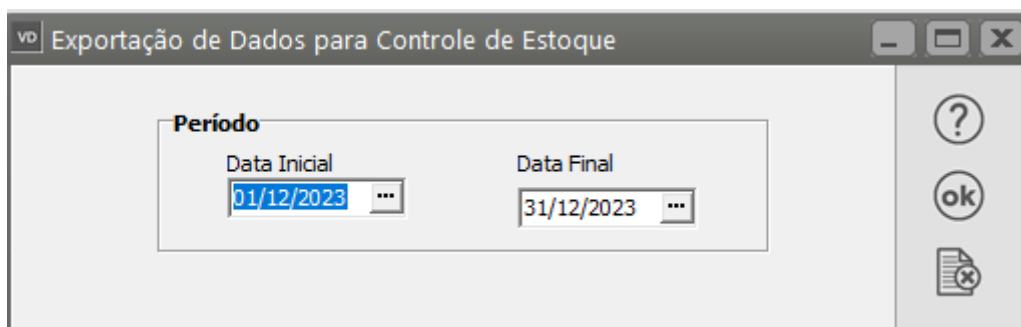 VD Exportação de Dados para Controle de Estoque
Período
Data Inicial Data Final
01/12/2023 ... 31/12/2023 ...
?
ok